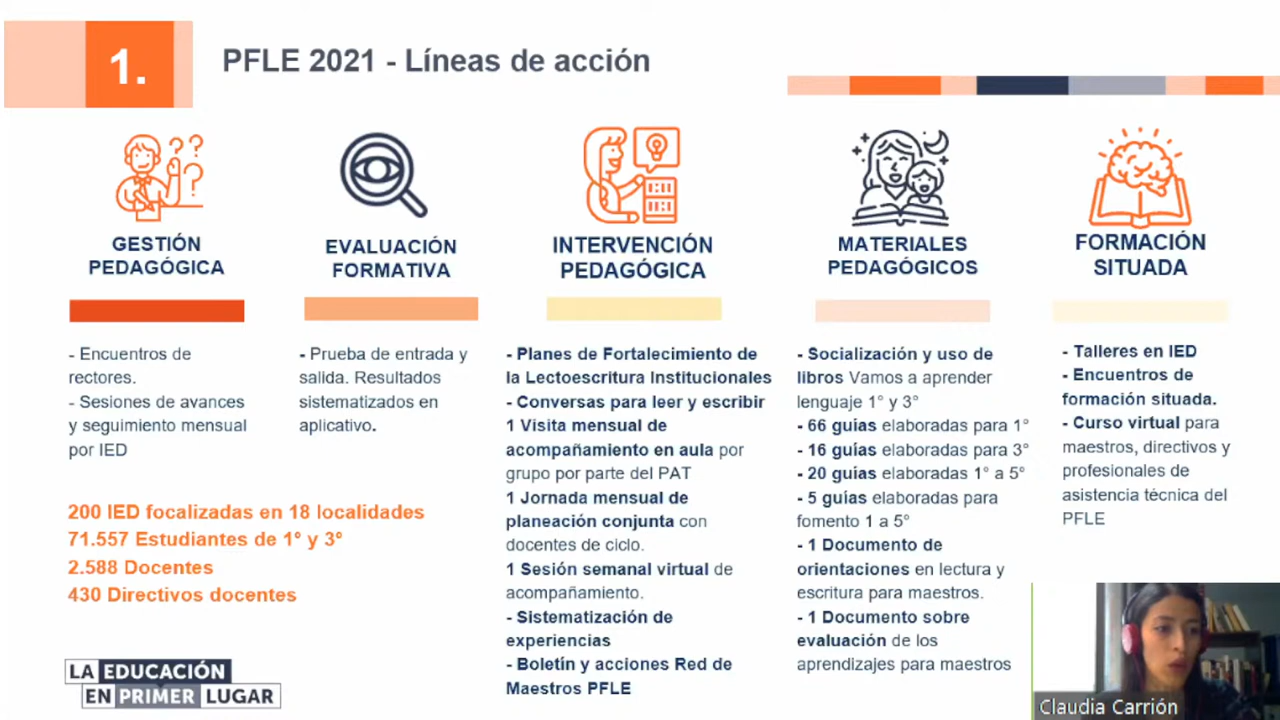 1.
PFLE 2021 - Líneas de acción
GESTIÓN
PEDAGÓGICA
- Encuentros de
rectores.
- Sesiones de avances
y seguimiento mensual
por IED
EVALUACIÓN
FORMATIVA
- Prueba de entrada y
salida. Resultados
sistematizados en
aplicativo.
200 IED focalizadas en 18 localidades
71.557 Estudiantes de 1° y 3°
2.588 Docentes
430 Directivos docentes
INTERVENCIÓN
PEDAGÓGICA
- Planes de Fortalecimiento de
la Lectoescritura Institucionales
- Conversas para leer y escribir
1 Visita mensual de
acompañamiento en aula por
grupo por parte del PAT
1 Jornada mensual de
planeación conjunta con
docentes de ciclo.
1 Sesión semanal virtual de
acompañamiento.
- Sistematización de
experiencias
- Boletín y acciones Red de
Maestros PFLE
MATERIALES
PEDAGÓGICOS
- Socialización y uso de
libros Vamos a aprender
lenguaje 1° y 3°
- 66 guías elaboradas para 1°
- 16 guías elaboradas para 3°
- 20 guías elaboradas 1° a 5°
- 5 guías elaboradas para
fomento 1 a 5°
- 1 Documento de
orientaciones en lectura y
escritura para maestros.
- 1 Documento sobre
evaluación de los
aprendizajes para maestros
FORMACIÓN
SITUADA
- Talleres en IED
- Encuentros de
formación situada.
- Curso virtual para
maestros, directivos y
profesionales de
asistencia técnica del
PFLE
LA EDUCACIÓN
EN PRIMER LUGAR
Claudia Carrión